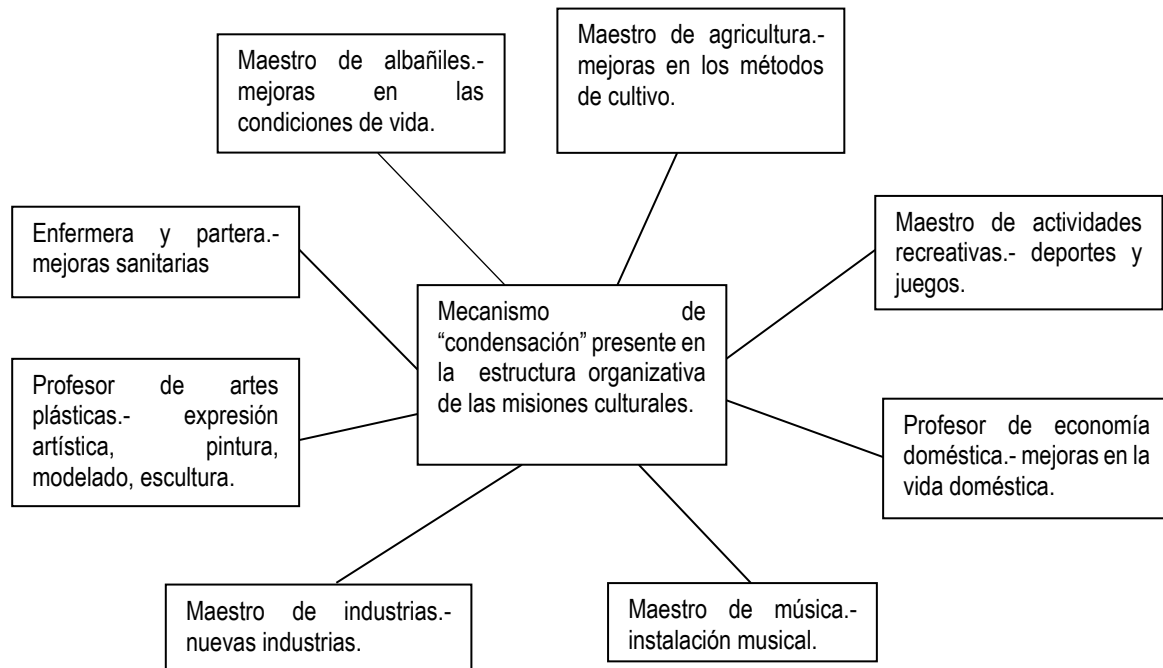 Maestro de albañiles.-
mejoras en las
condiciones de vida.
Maestro de agricultura.-
mejoras en los métodos
de cultivo.
Enfermera y partera.-
mejoras sanitarias
Maestro de actividades
recreativas.- deportes y
juegos.
Mecanismo de
“condensación” presente en
la estructura organizativa
de las misiones culturales.
Profesor de artes
plásticas.- expresión
artística, pintura,
modelado, escultura.
Profesor de economía
doméstica.- mejoras en la
vida doméstica.
Maestro de industrias.-
nuevas industrias.
Maestro de música.-
instalación musical.